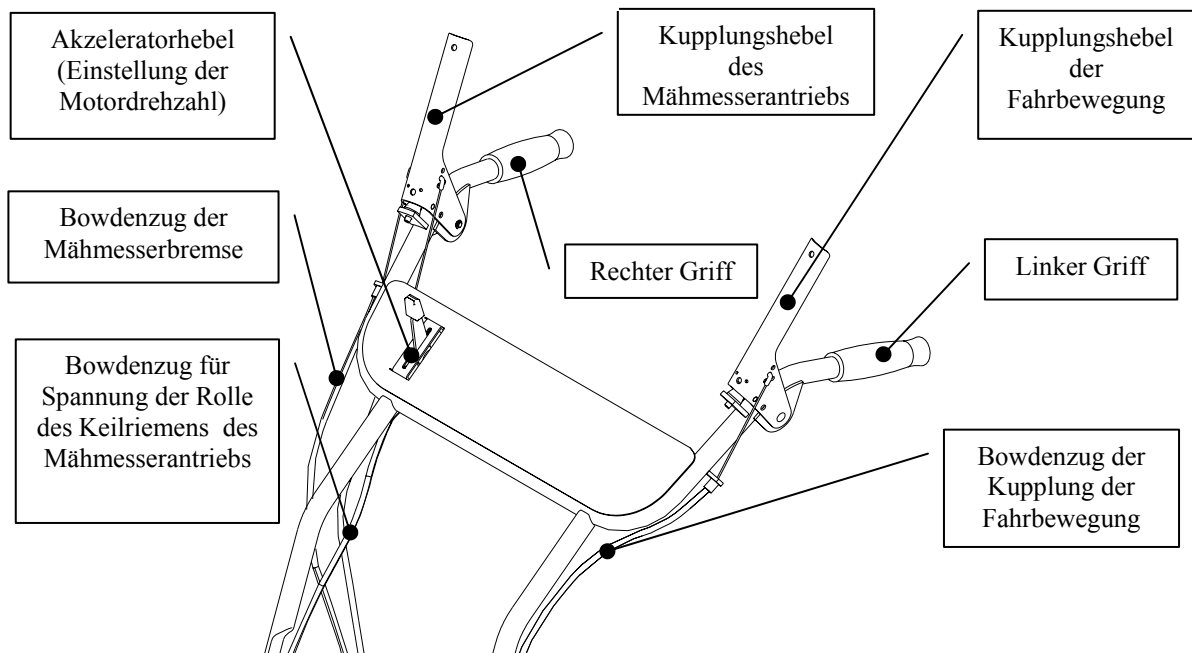 Akzeleratorhebel
(Einstellung der
Motordrehzahl)
Kupplungshebel
des
Mähmesserantriebs
Kupplungshebel
der
Fahrbewegung
Bowdenzug der
Mähmesserbremse
Rechter Griff
Linker Griff
Bowdenzug für
Spannung der Rolle
des Keilriemens des
Mähmesserantriebs
Bowdenzug der
Kupplung der
Fahrbewegung